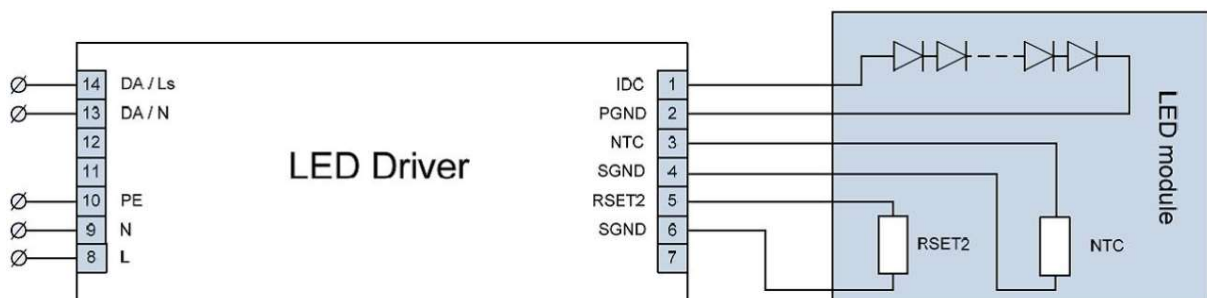 14 DA / Ls
13 DA / N
12
11
10 PE
9 N
8 L
LED Driver
IDC 1
PGND 2
NTC 3
SGND 4
RSET2 5
SGND 6
7
RSET2
NTC
LED module